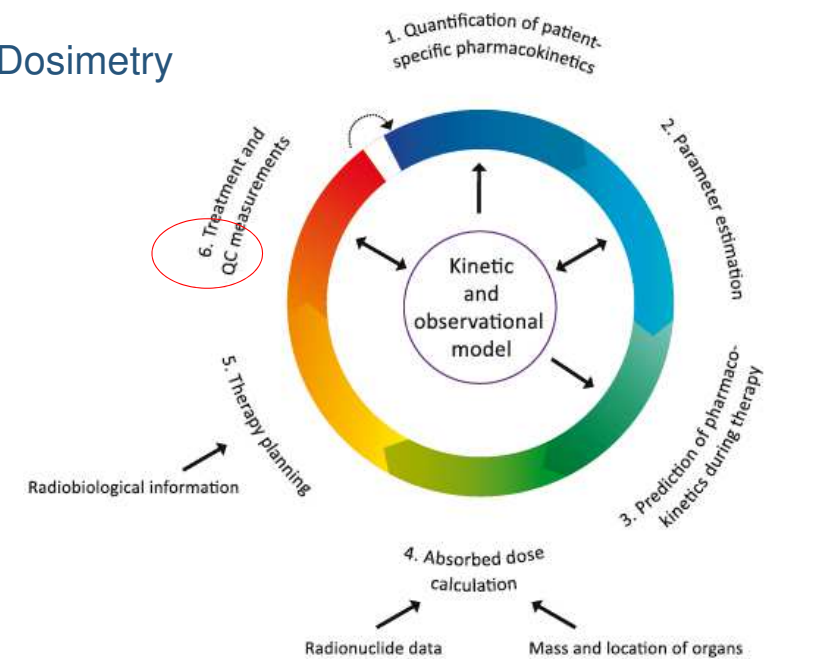 Dosimetry
1. Quantification of patient-
specific pharmacokinetics
2. Parameter estimation
3. Prediction of pharmaco-
kinetics during therapy
4. Absorbed dose
calculation
Radionuclide data
Mass and location of organs
5. Therapy planning
Radiobiological information
6. Treatment and
QC measurements
Kinetic
and
observational
model